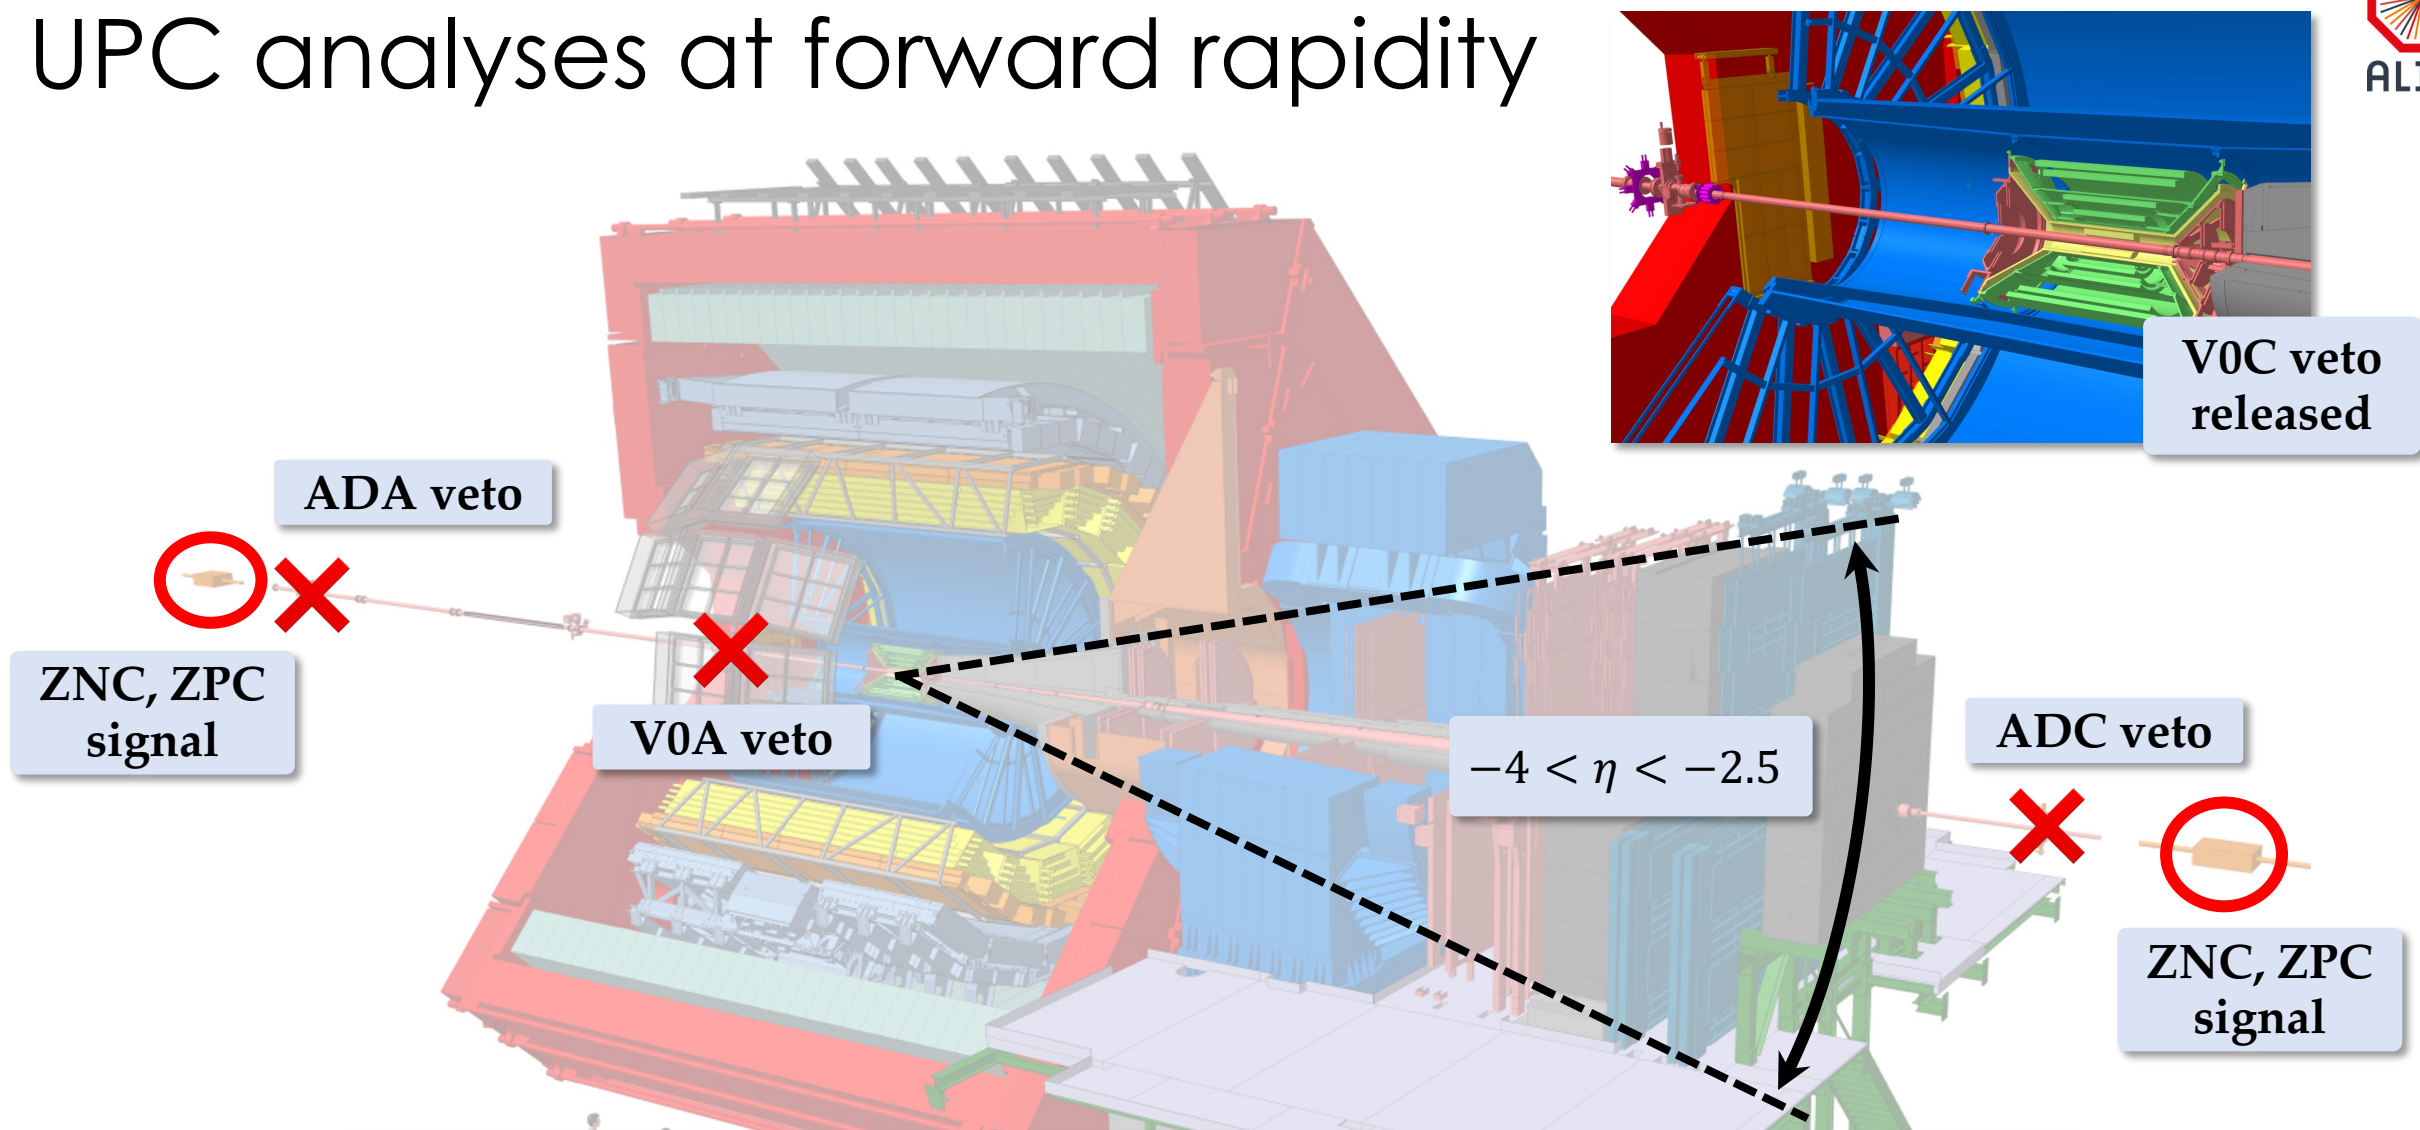 UPC analyses at forward rapidity
V0C veto
released
ADA veto
ZNC, ZPC
signal
V0A veto
−4 < η < −2.5
ADC veto
ZNC, ZPC
signal